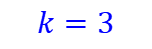 k = 3